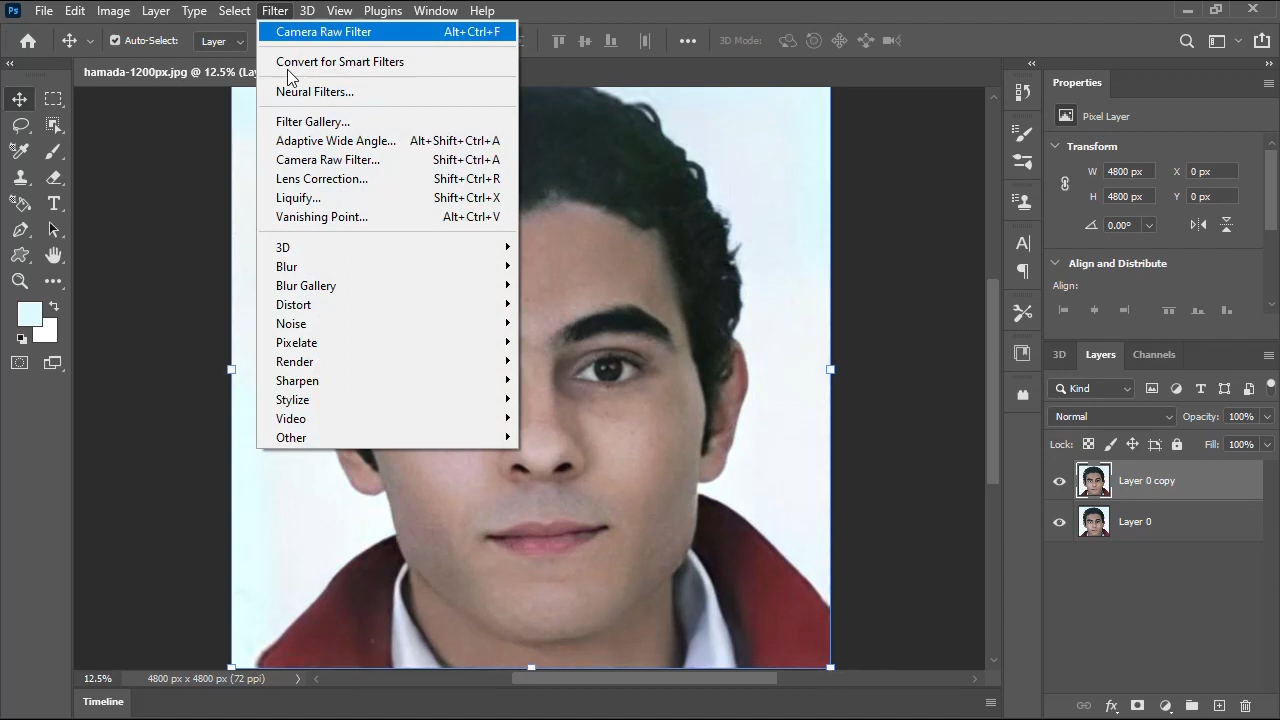 Ps File Edit Image Layer Type Select Filter 3D View Plugins Window Help
Auto-Select: Layer 3D Mode:
hamada-1200px.jpg @ 12.5% (Lay
Camera Raw Filter Alt+Ctrl+F
Convert for Smart Filters
Neural Filters...
Filter Gallery...
Adaptive Wide Angle... Alt+Shift+Ctrl+A
Camera Raw Filter... Shift+Ctrl+A
Lens Correction... Shift+Ctrl+R
Liquify... Shift+Ctrl+X
Vanishing Point... Alt+Ctrl+V
3D
Blur
Blur Gallery
Distort
Noise
Pixelate
Render
Sharpen
Stylize
Video
Other
Properties
Pixel Layer
Transform
W 4800 px X 0 px
H 4800 px Y 0 px
0.00°
Align and Distribute
Align:
3D Layers Channels
Kind
Normal Opacity: 100%
Lock: Fill: 100%
Layer 0 copy
Layer 0
12.5% 4800 px x 4800 px (72 ppi)
Timeline